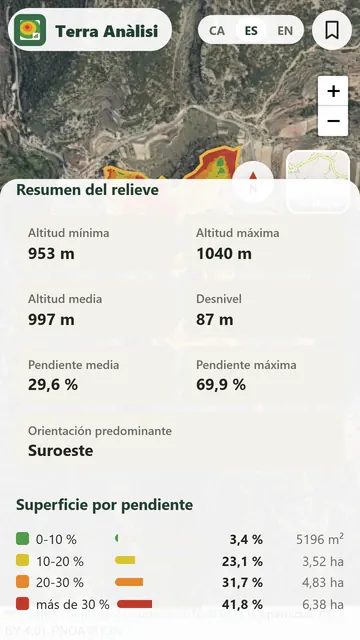 Terra Anàlisi
CA ES EN
+
−
N
Resumen del relieve
Altitud mínima
953 m
Altitud máxima
1040 m
Altitud media
997 m
Desnivel
87 m
Pendiente media
29,6 %
Pendiente máxima
69,9 %
Orientación predominante
Suroeste
Superficie por pendiente
0-10 % 3,4 % 5196 m²
10-20 % 23,1 % 3,52 ha
20-30 % 31,7 % 4,83 ha
más de 30 % 41,8 % 6,38 ha